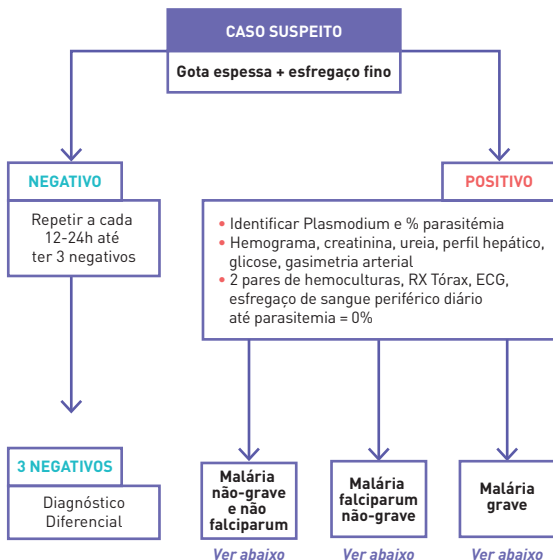 CASO SUSPEITO
Gota espessa + esfregaço fino
NEGATIVO
Repetir a cada
12-24h até
ter 3 negativos
POSITIVO
• Identificar Plasmodium e % parasitémia
• Hemograma, creatinina, ureia, perfil hepático,
glicose, gasimetria arterial
• 2 pares de hemoculturas, RX Tórax, ECG,
esfregaço de sangue periférico diário
até parasitemia = 0%
3 NEGATIVOS
Diagnóstico
Diferencial
Malária
não-grave
e não
falciparum
Ver abaixo
Malária
falciparum
não-grave
Ver abaixo
Malária
grave
Ver abaixo